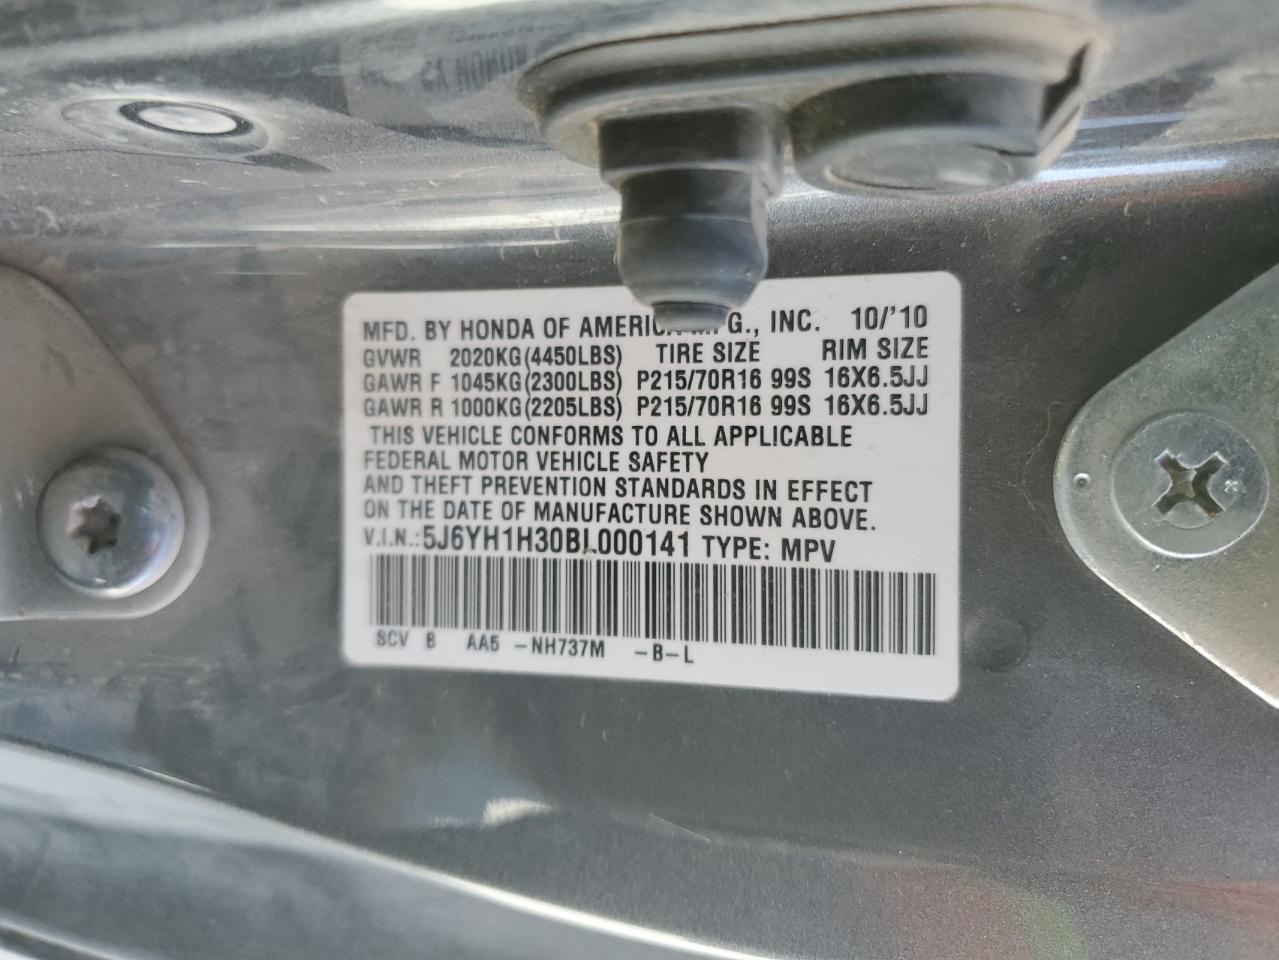 MFD. BY HONDA OF AMERICA MFG., INC. 10/'10
GVWR 2020KG(4450LBS) TIRE SIZE RIM SIZE
GAWR F 1045KG(2300LBS) P215/70R16 99S 16X6.5JJ
GAWR R 1000KG(2205LBS) P215/70R16 99S 16X6.5JJ
THIS VEHICLE CONFORMS TO ALL APPLICABLE
FEDERAL MOTOR VEHICLE SAFETY
AND THEFT PREVENTION STANDARDS IN EFFECT
ON THE DATE OF MANUFACTURE SHOWN ABOVE.
V.I.N.:5J6YH1H30BL000141 TYPE: MPV
SCV B AA5 -NH737M -B-L